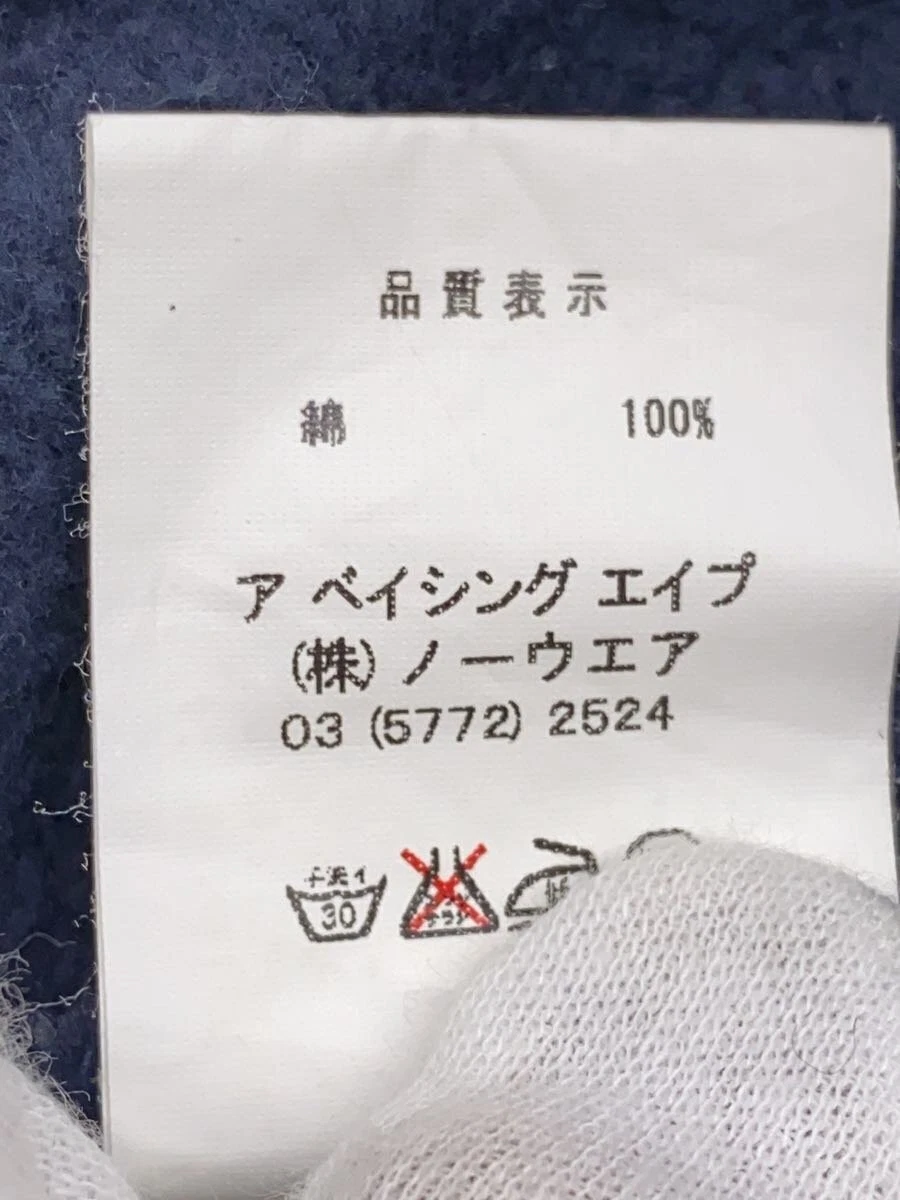 品質表示
綿 100%
ア ベイシング エイプ
(株) ノーウエア
03 (5772) 2524
手洗イ
30